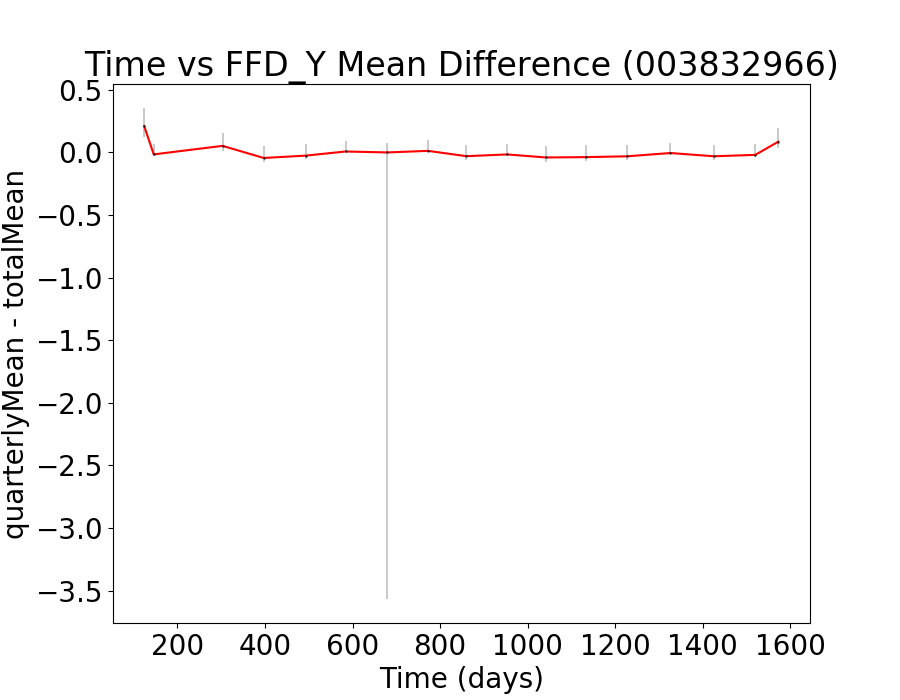 Time vs FFD_Y Mean Difference (003832966)
quarterlyMean - totalMean
0.5
0.0
−0.5
−1.0
−1.5
−2.0
−2.5
−3.0
−3.5
200 400 600 800 1000 1200 1400 1600
Time (days)